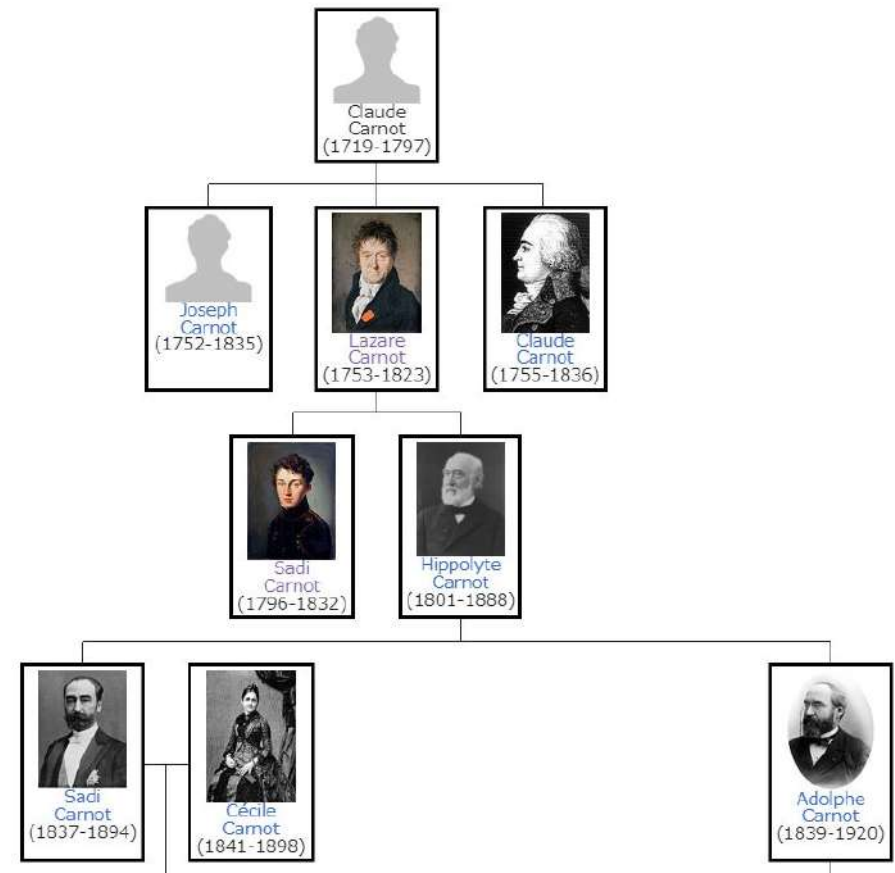 Claude
Carnot
(1719-1797)
Joseph
Carnot
(1752-1835)
Lazare
Carnot
(1753-1823)
Claude
Carnot
(1755-1836)
Sadi
Carnot
(1796-1832)
Hippolyte
Carnot
(1801-1888)
Sadi
Carnot
(1837-1894)
Cécile
Carnot
(1841-1898)
Adolphe
Carnot
(1839-1920)